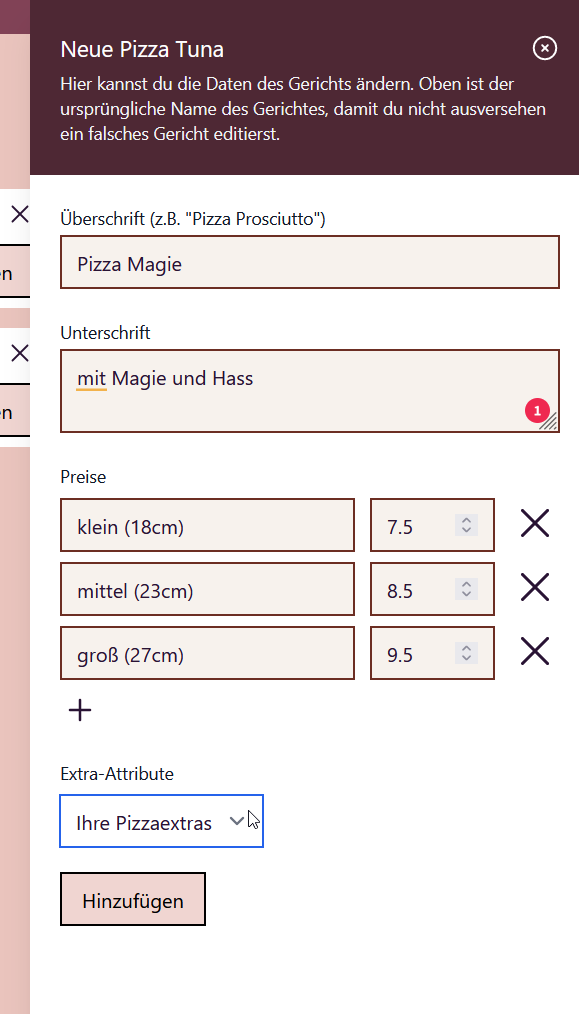 Neue Pizza Tuna
Hier kannst du die Daten des Gerichts ändern. Oben ist der
ursprüngliche Name des Gerichtes, damit du nicht ausversehen
ein falsches Gericht editierst.
Überschrift (z.B. "Pizza Prosciutto")
Pizza Magie
en
Unterschrift
mit Magie und Hass
1
en
Preise
klein (18cm) 7.5
mittel (23cm) 8.5
groß (27cm) 9.5
Extra-Attribute
Ihre Pizzaextras
Hinzufügen